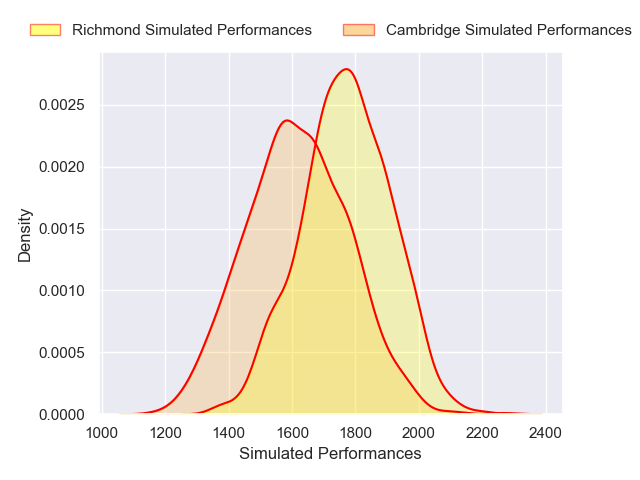 Richmond Simulated Performances Cambridge Simulated Performances
0.0025
0.0020
0.0015
0.0010
0.0005
0.0000
Density
1000 1200 1400 1600 1800 2000 2200 2400
Simulated Performances